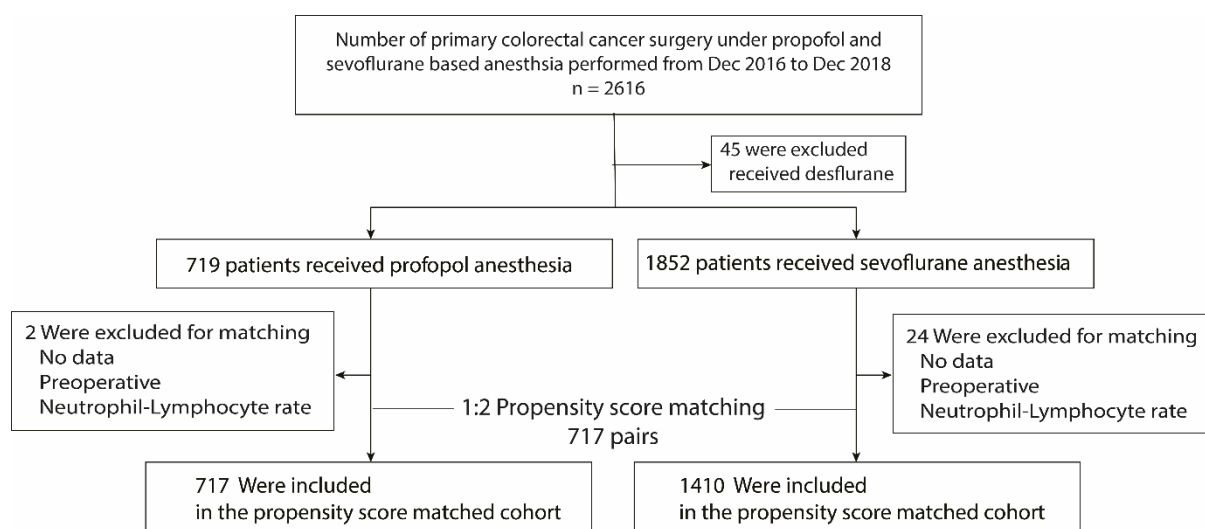 Number of primary colorectal cancer surgery under propofol and
sevoflurane based anesthsia performed from Dec 2016 to Dec 2018
n = 2616
45 were excluded
received desflurane
719 patients received profopol anesthesia
1852 patients received sevoflurane anesthesia
2 Were excluded for matching
No data
Preoperative
Neutrophil-Lymphocyte rate
24 Were excluded for matching
No data
Preoperative
Neutrophil-Lymphocyte rate
1:2 Propensity score matching
717 pairs
717 Were included
in the propensity score matched cohort
1410 Were included
in the propensity score matched cohort